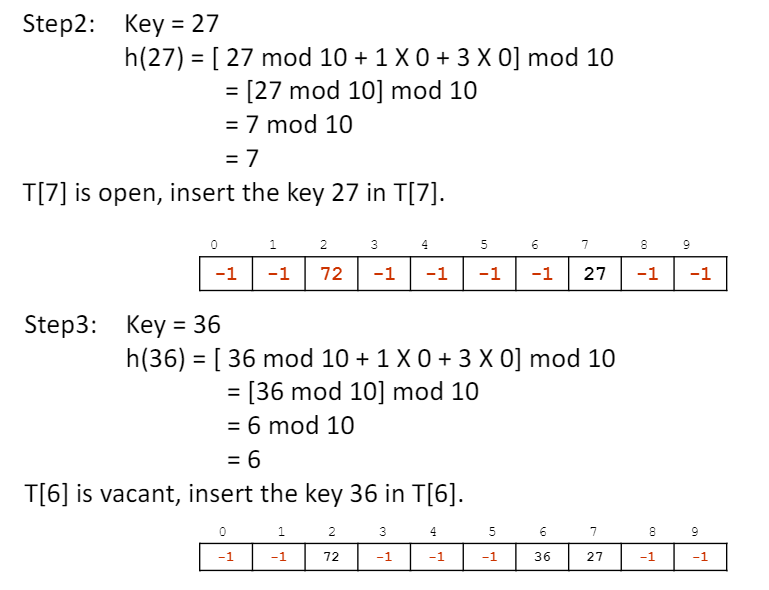 Step2: Key = 27
h(27) = [ 27 mod 10 + 1 X 0 + 3 X 0] mod 10
= [27 mod 10] mod 10
= 7 mod 10
= 7
T[7] is open, insert the key 27 in T[7].
0 1 2 3 4 5 6 7 8 9
-1 -1 72 -1 -1 -1 -1 27 -1 -1
Step3: Key = 36
h(36) = [ 36 mod 10 + 1 X 0 + 3 X 0] mod 10
= [36 mod 10] mod 10
= 6 mod 10
= 6
T[6] is vacant, insert the key 36 in T[6].
0 1 2 3 4 5 6 7 8 9
-1 -1 72 -1 -1 -1 36 27 -1 -1